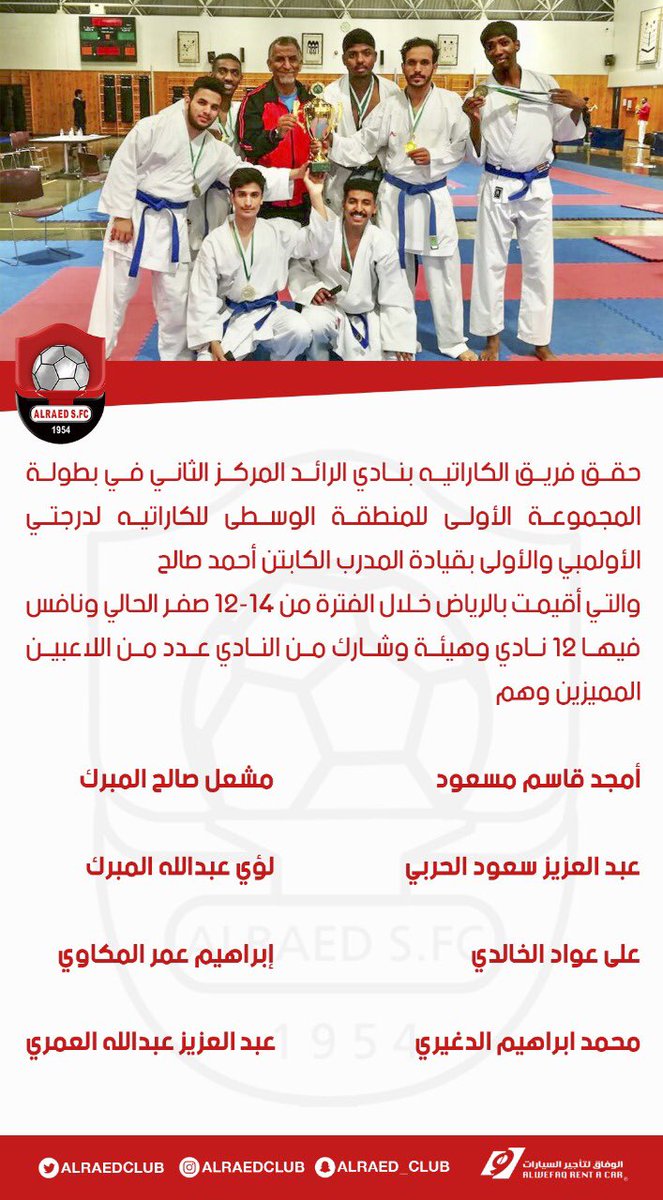 ALRAED S.FC
1954
حقق فريق الكاراتيه بنادي الرائد المركز الثاني في بطولة
المجموعة الأولى للمنطقة الوسطى للكاراتيه لدرجتي
الأولمبي والأولى بقيادة المدرب الكابتن أحمد صالح
والتي أقيمت بالرياض خلال الفترة من 14-12 صفر الحالي ونافس
فيها 12 نادي وهيئة وشارك من النادي عدد من اللاعبين
المميزين وهم
أمجد قاسم مسعود
مشعل صالح المبرك
عبد العزيز سعود الحربي
لؤي عبدالله المبرك
على عواد الخالدي
إبراهيم عمر المكاوي
محمد ابراهيم الدغيري
عبد العزيز عبدالله العمري
ALRAED S.FC
1954
ALRAEDCLUB
ALRAEDCLUB
ALRAED_CLUB
الوفاق لتأجير السيارات
ALWEFAQ RENT A CAR